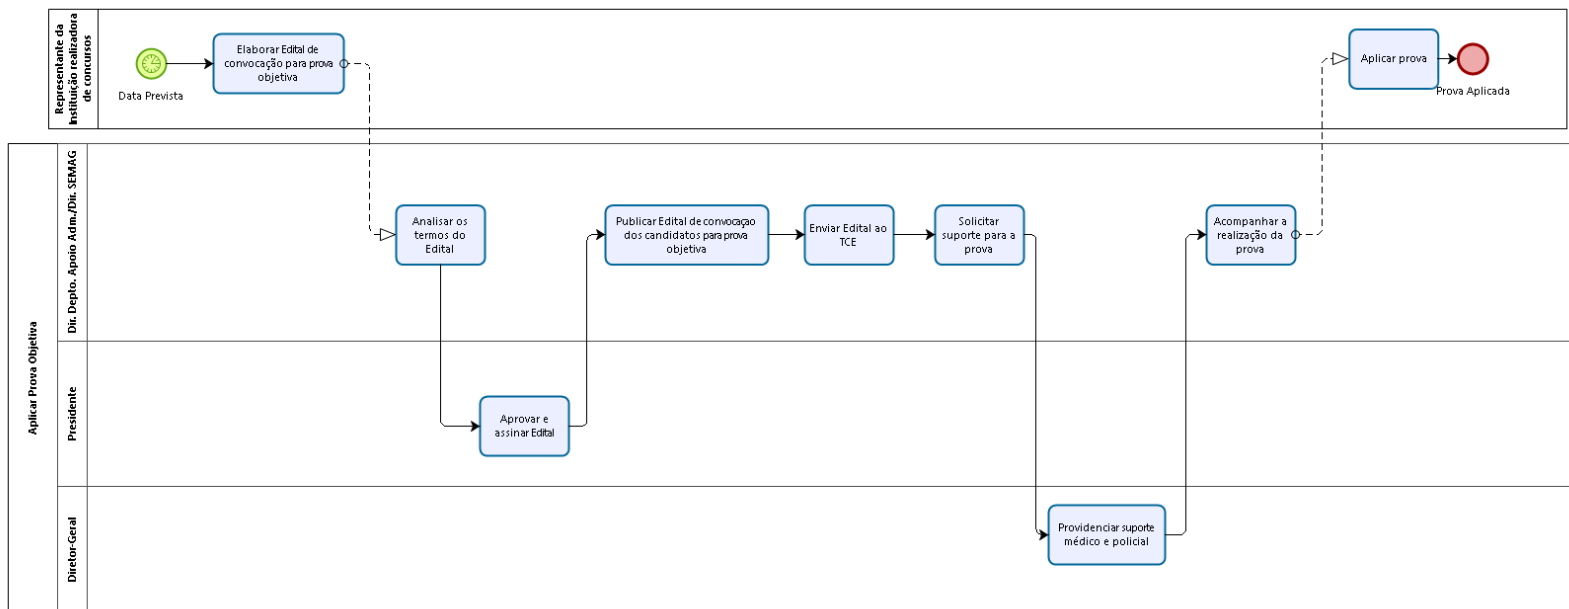 Representante da
Instituição realizadora
de concursos
Data Prevista
Elaborar Edital de
convocação para prova
objetiva
Aplicar prova
Prova Aplicada
Aplicar Prova Objetiva
Dir. Depto. Apoio Adm./Dir. SEMAG
Analisar os
termos do
Edital
Publicar Edital de convocaçao
dos candidatos para prova
objetiva
Enviar Edital ao
TCE
Solicitar
suporte para a
prova
Acompanhar a
realização da
prova
Presidente
Aprovar e
assinar Edital
Diretor-Geral
Providenciar suporte
médico e policial